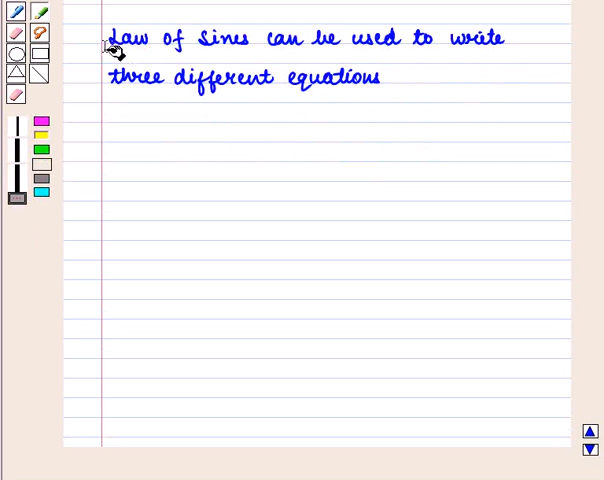 Law of sines can be used to write
three different equations